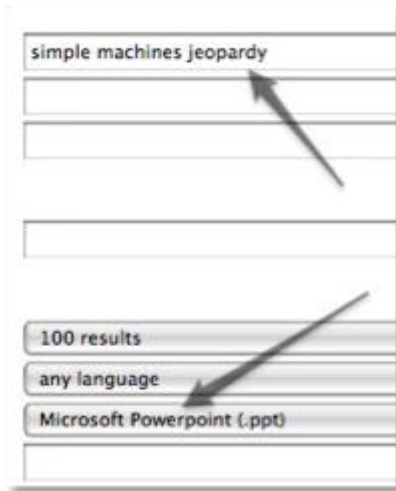 simple machines jeopardy
100 results
any language
Microsoft Powerpoint (.ppt)